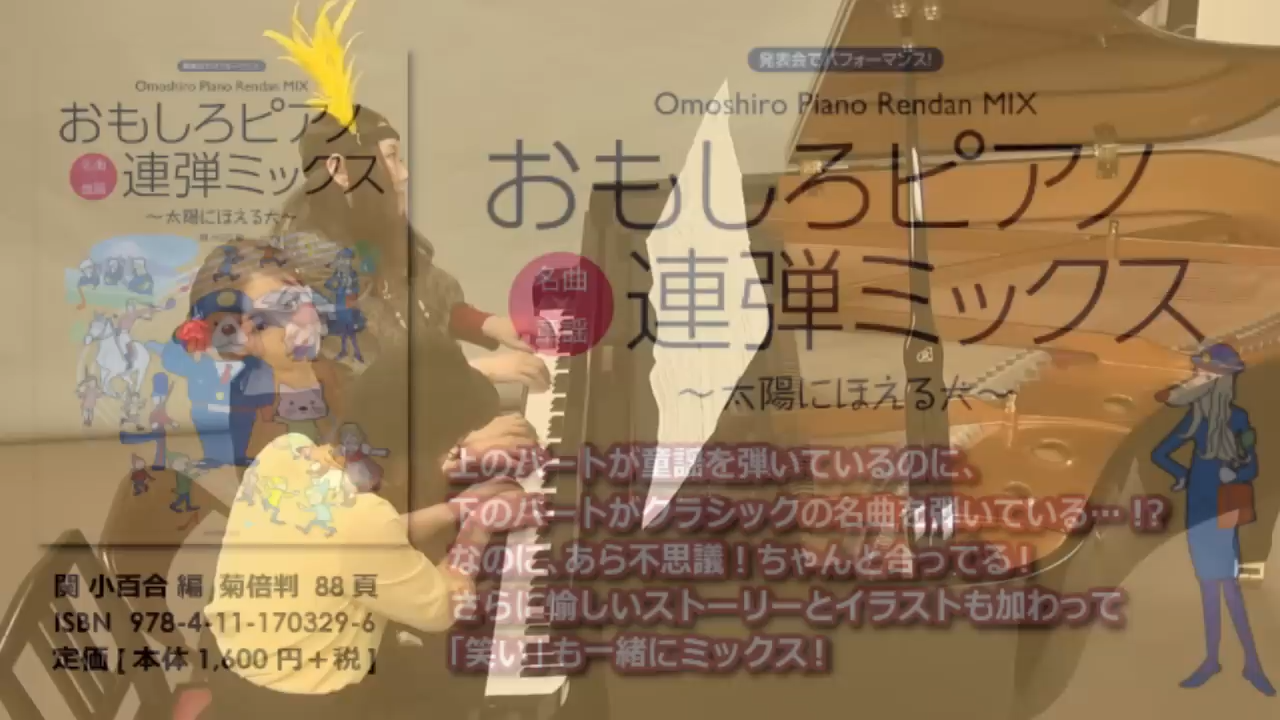 Omoshiro Piano Rendan MIX
おもしろピアノ
名曲
童謡
連弾ミックス
〜太陽にほえる犬〜
関 小百合 編 菊倍判 88 頁
ISBN 978-4-11-170329-6
定価 [ 本体 1,600 円+税 ]
発表会でパフォーマンス!
Omoshiro Piano Rendan MIX
おもしろピアノ
名曲
童謡
連弾ミックス
〜太陽にほえる犬〜
上のパートが童謡を弾いているのに、
下のパートがクラシックの名曲を弾いている…!?
なのに、あら不思議!ちゃんと合ってる!
さらに愉しいストーリーとイラストも加わって
「笑い」も一緒にミックス!